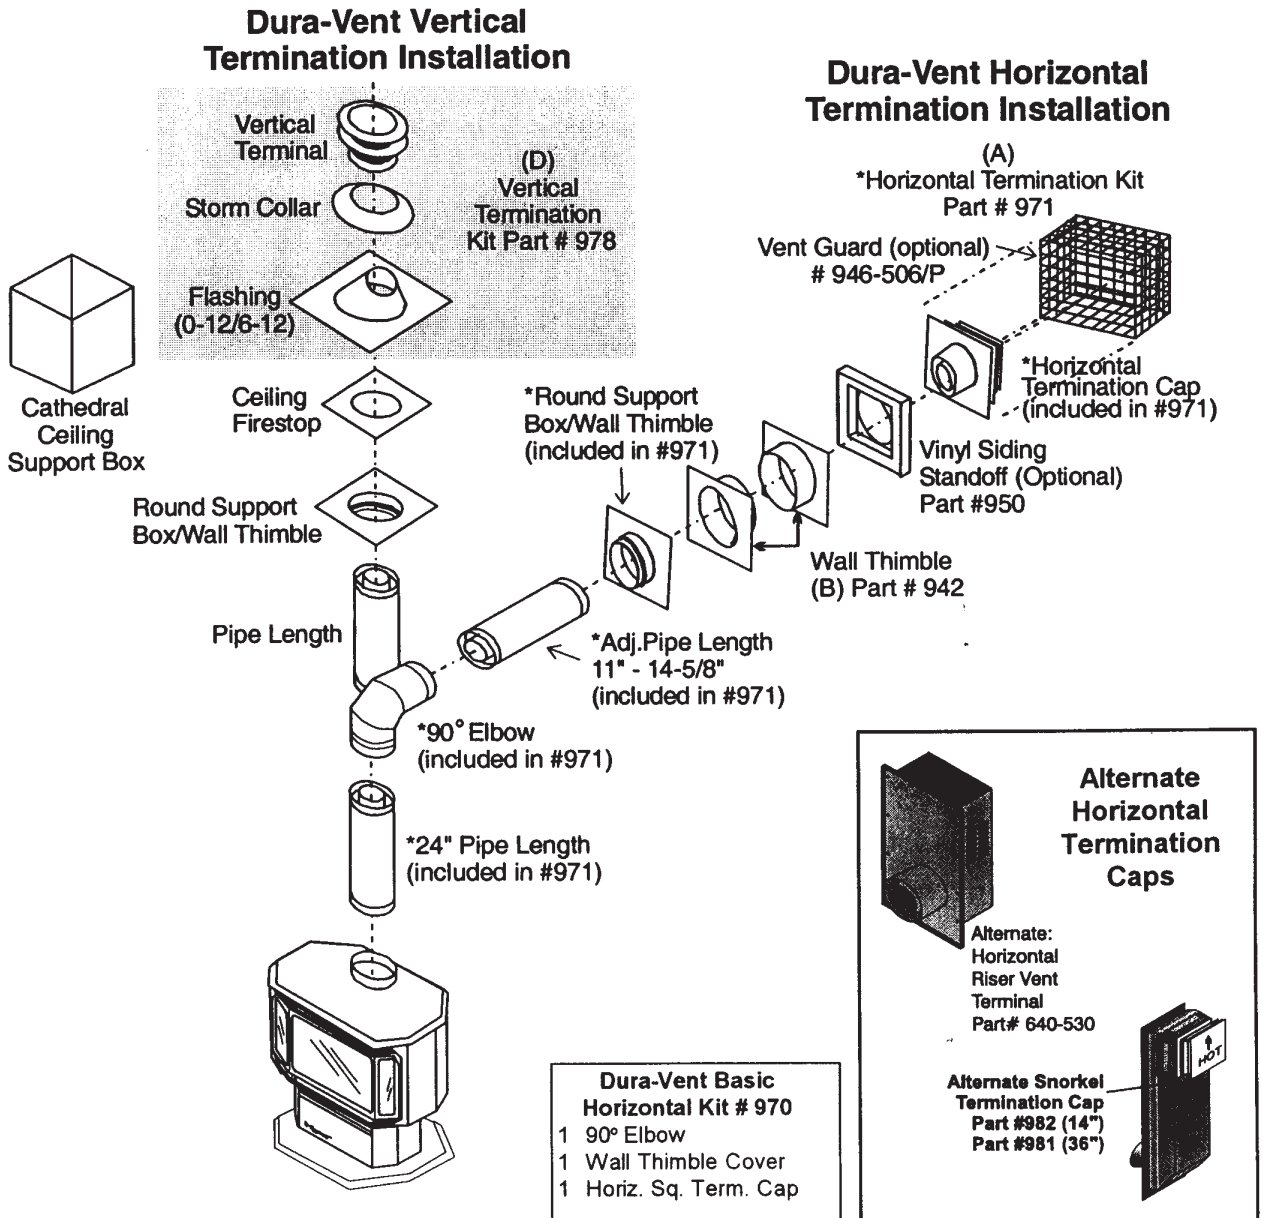 Dura-Vent Vertical
Termination Installation
Vertical
Terminal
Storm Collar
(D)
Vertical
Termination
Kit Part # 978
Flashing
(0-12/6-12)
Cathedral
Ceiling
Support Box
Ceiling
Firestop
Round Support
Box/Wall Thimble
Pipe Length
Dura-Vent Horizontal
Termination Installation
(A)
*Horizontal Termination Kit
Part # 971
Vent Guard (optional)
# 946-506/P
*Horizontal
Termination Cap
(included in #971)
*Round Support
Box/Wall Thimble
(included in #971)
Vinyl Siding
Standoff (Optional)
Part #950
Wall Thimble
(B) Part # 942
*Adj.Pipe Length
11" - 14-5/8"
(included in #971)
*90° Elbow
(included in #971)
*24" Pipe Length
(included in #971)
Dura-Vent Basic
Horizontal Kit # 970
1 90º Elbow
1 Wall Thimble Cover
1 Horiz. Sq. Term. Cap
Alternate
Horizontal
Termination
Caps
Alternate:
Horizontal
Riser Vent
Terminal
Part# 640-530
HOT
Alternate Snorkel
Termination Cap
Part #982 (14")
Part #981 (36")